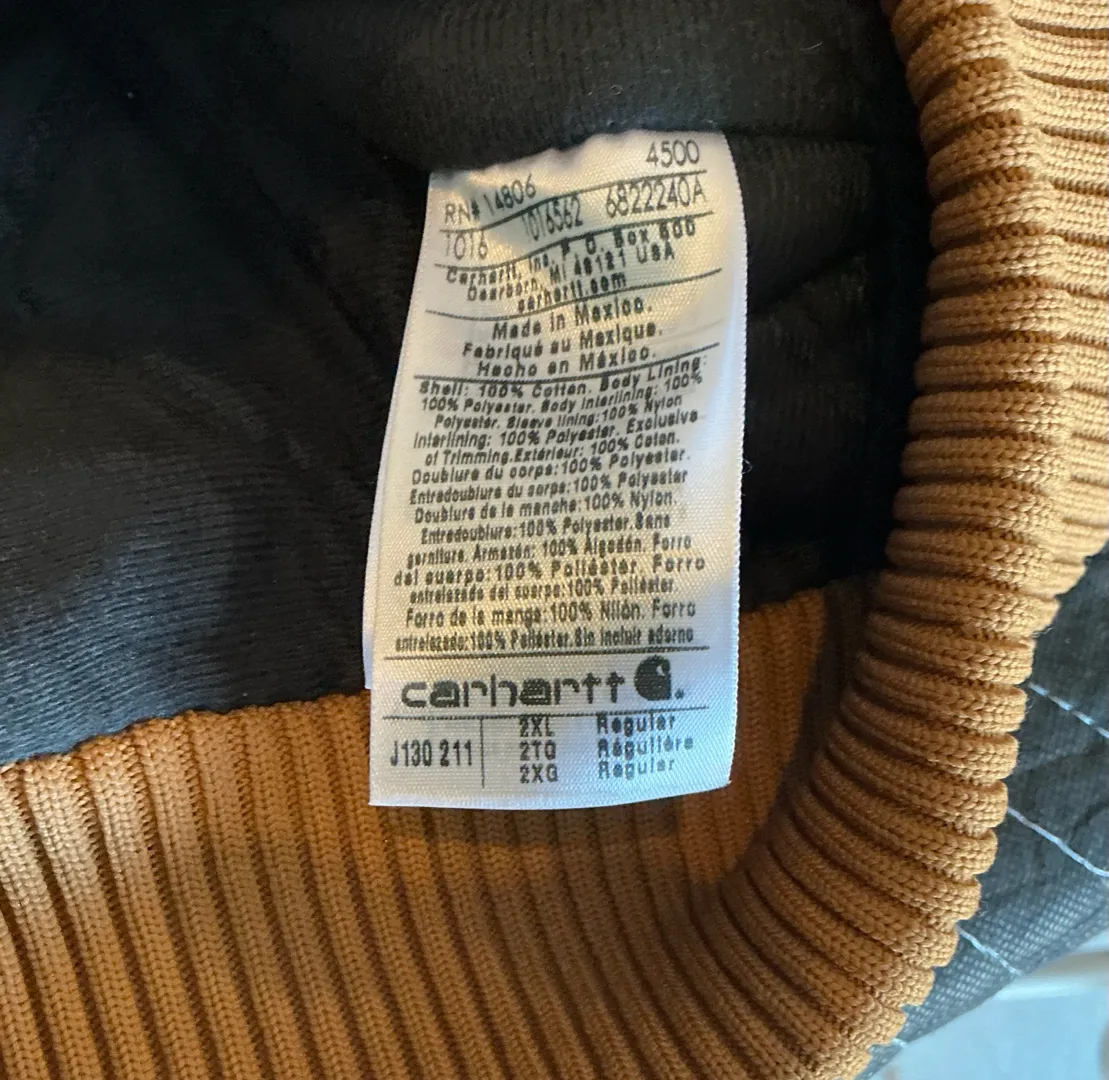 4500
RN# 14806
1016 1016562 6822240A
Carhartt, Inc. P. O. Box 600
Dearborn, MI 48121 USA
carhartt.com
Made in Mexico.
Fabriqué au Mexique.
Hecho en México.
Shell: 100% Cotton. Body Lining:
100% Polyester. Body Interlining: 100%
Polyester. Sleeve lining:100% Nylon
Interlining: 100% Polyester. Exclusive
of Trimming.Extérieur: 100% Coton.
Doublure du corps:100% Polyester.
Entredoublure du corps:100% Polyester
Doublure de la manche:100% Nylon.
Entredoublure:100% Polyester.Sans
garniture. Armazón: 100% Algodón. Forro
del cuerpo:100% Poliéster. Forro
entrelazado del cuerpo:100% Poliéster
Forro de la manga:100% Nilón. Forro
entrelazado:100% Poliéster.Sin incluir adorno
carhartt
J130 211
2XL Regular
2TG Régulière
2XG Regular